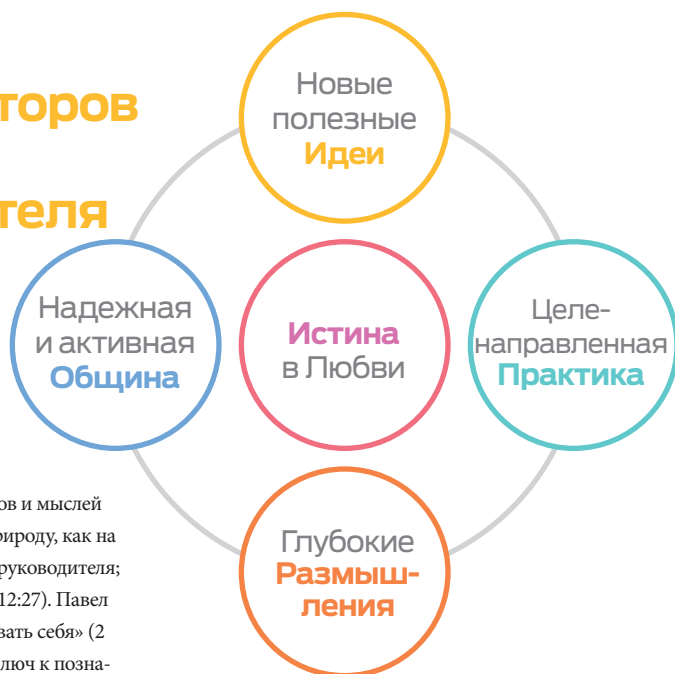 торов
теля
Новые
полезные
Идеи
Надежная
и активная
Община
Истина
в Любви
Целе-
направленная
Практика
Глубокие
Размыш-
ления
ов и мыслей
рироду, как на
руководителя;
12:27). Павел
вать себя» (2
люч к позна-